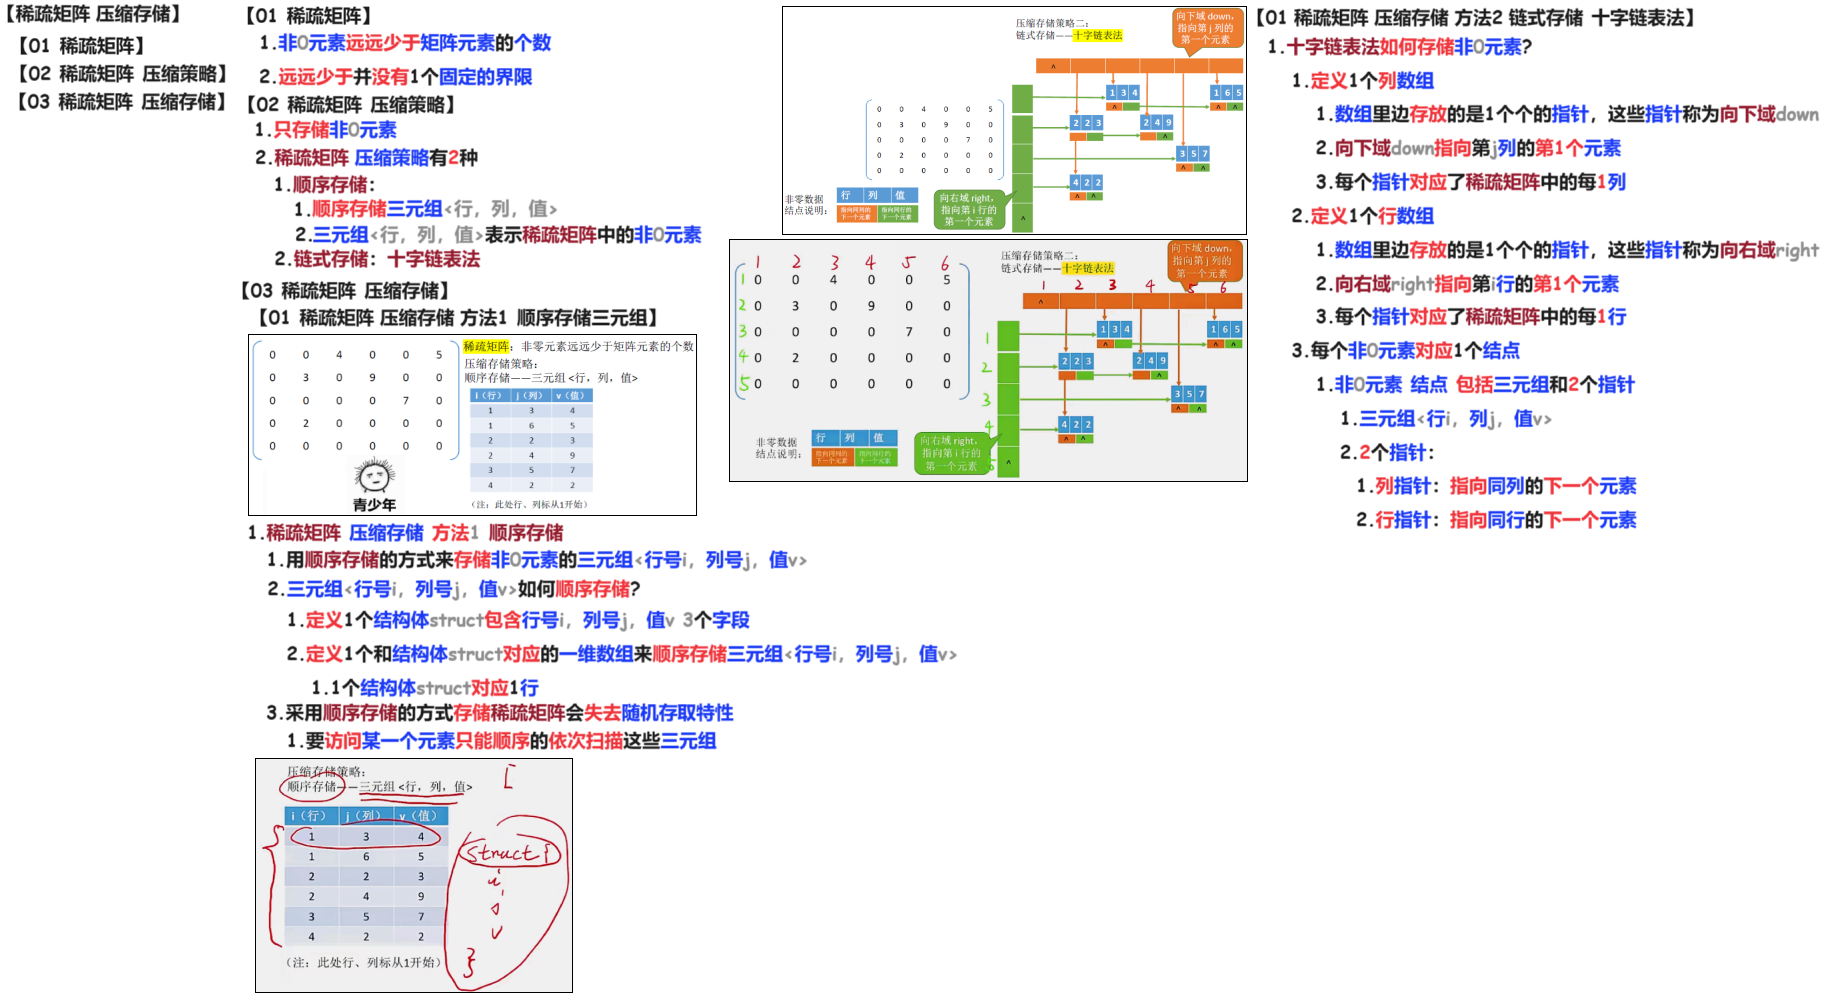 【稀疏矩阵 压缩存储】
【01 稀疏矩阵】
【02 稀疏矩阵 压缩策略】
【03 稀疏矩阵 压缩存储】
【01 稀疏矩阵】
1.非0元素远远少于矩阵元素的个数
2.远远少于并没有1个固定的界限
【02 稀疏矩阵 压缩策略】
1.只存储非0元素
2.稀疏矩阵 压缩策略有2种
1.顺序存储：
1.顺序存储三元组<行，列，值>
2.三元组<行，列，值>表示稀疏矩阵中的非0元素
2.链式存储：十字链表法
【03 稀疏矩阵 压缩存储】
【01 稀疏矩阵 压缩存储 方法1 顺序存储三元组】
0 0 4 0 0 5
0 3 0 9 0 0
0 0 0 0 7 0
0 2 0 0 0 0
0 0 0 0 0 0
青少年
稀疏矩阵：非零元素远远少于矩阵元素的个数
压缩存储策略：
顺序存储——三元组 <行，列，值>
i（行） j（列） v（值）
1 3 4
1 6 5
2 2 3
2 4 9
3 5 7
4 2 2
（注：此处行、列标从1开始）
1.稀疏矩阵 压缩存储 方法1 顺序存储
1.用顺序存储的方式来存储非0元素的三元组<行号i，列号j，值v>
2.三元组<行号i，列号j，值v>如何顺序存储?
1.定义1个结构体struct包含行号i，列号j，值v 3个字段
2.定义1个和结构体struct对应的一维数组来顺序存储三元组<行号i，列号j，值v>
1.1个结构体struct对应1行
3.采用顺序存储的方式存储稀疏矩阵会失去随机存取特性
1.要访问某一个元素只能顺序的依次扫描这些三元组
压缩存储策略：
顺序存储——三元组 <行，列，值>
i（行） j（列） v（值）
1 3 4
1 6 5
2 2 3
2 4 9
3 5 7
4 2 2
（注：此处行、列标从1开始）
struct {
i
v
}
压缩存储策略二：
链式存储——十字链表法
向下域 down，
指向第 j 列的
第一个元素
^
1 3 4
^
1 6 5
^ ^
0 0 4 0 0 5
0 3 0 9 0 0
0 0 0 0 7 0
0 2 0 0 0 0
0 0 0 0 0 0
2 2 3
2 4 9
^ ^
3 5 7
^ ^
4 2 2
^ ^
^
非零数据
结点说明：
行 列 值
指向同列的
下一个元素
指向同行的
下一个元素
向右域 right，
指向第 i 行的
第一个元素
1 2 3 4 5 6
1 0 0 4 0 0 5
2 0 3 0 9 0 0
3 0 0 0 0 7 0
4 0 2 0 0 0 0
5 0 0 0 0 0 0
压缩存储策略二：
链式存储——十字链表法
向下域 down，
指向第 j 列的
第一个元素
1 2 3 4 5 6
^
1
1 3 4
^
1 6 5
^ ^
2
2 2 3
2 4 9
^ ^
3
3 5 7
^ ^
4
4 2 2
^ ^
^
非零数据
结点说明：
行 列 值
指向同列的
下一个元素
指向同行的
下一个元素
向右域 right，
指向第 i 行的
第一个元素
【01 稀疏矩阵 压缩存储 方法2 链式存储 十字链表法】
1.十字链表法如何存储非0元素?
1.定义1个列数组
1.数组里边存放的是1个个的指针，这些指针称为向下域down
2.向下域down指向第j列的第1个元素
3.每个指针对应了稀疏矩阵中的每1列
2.定义1个行数组
1.数组里边存放的是1个个的指针，这些指针称为向右域right
2.向右域right指向第i行的第1个元素
3.每个指针对应了稀疏矩阵中的每1行
3.每个非0元素对应1个结点
1.非0元素 结点 包括三元组和2个指针
1.三元组<行i，列j，值v>
2.2个指针：
1.列指针：指向同列的下一个元素
2.行指针：指向同行的下一个元素